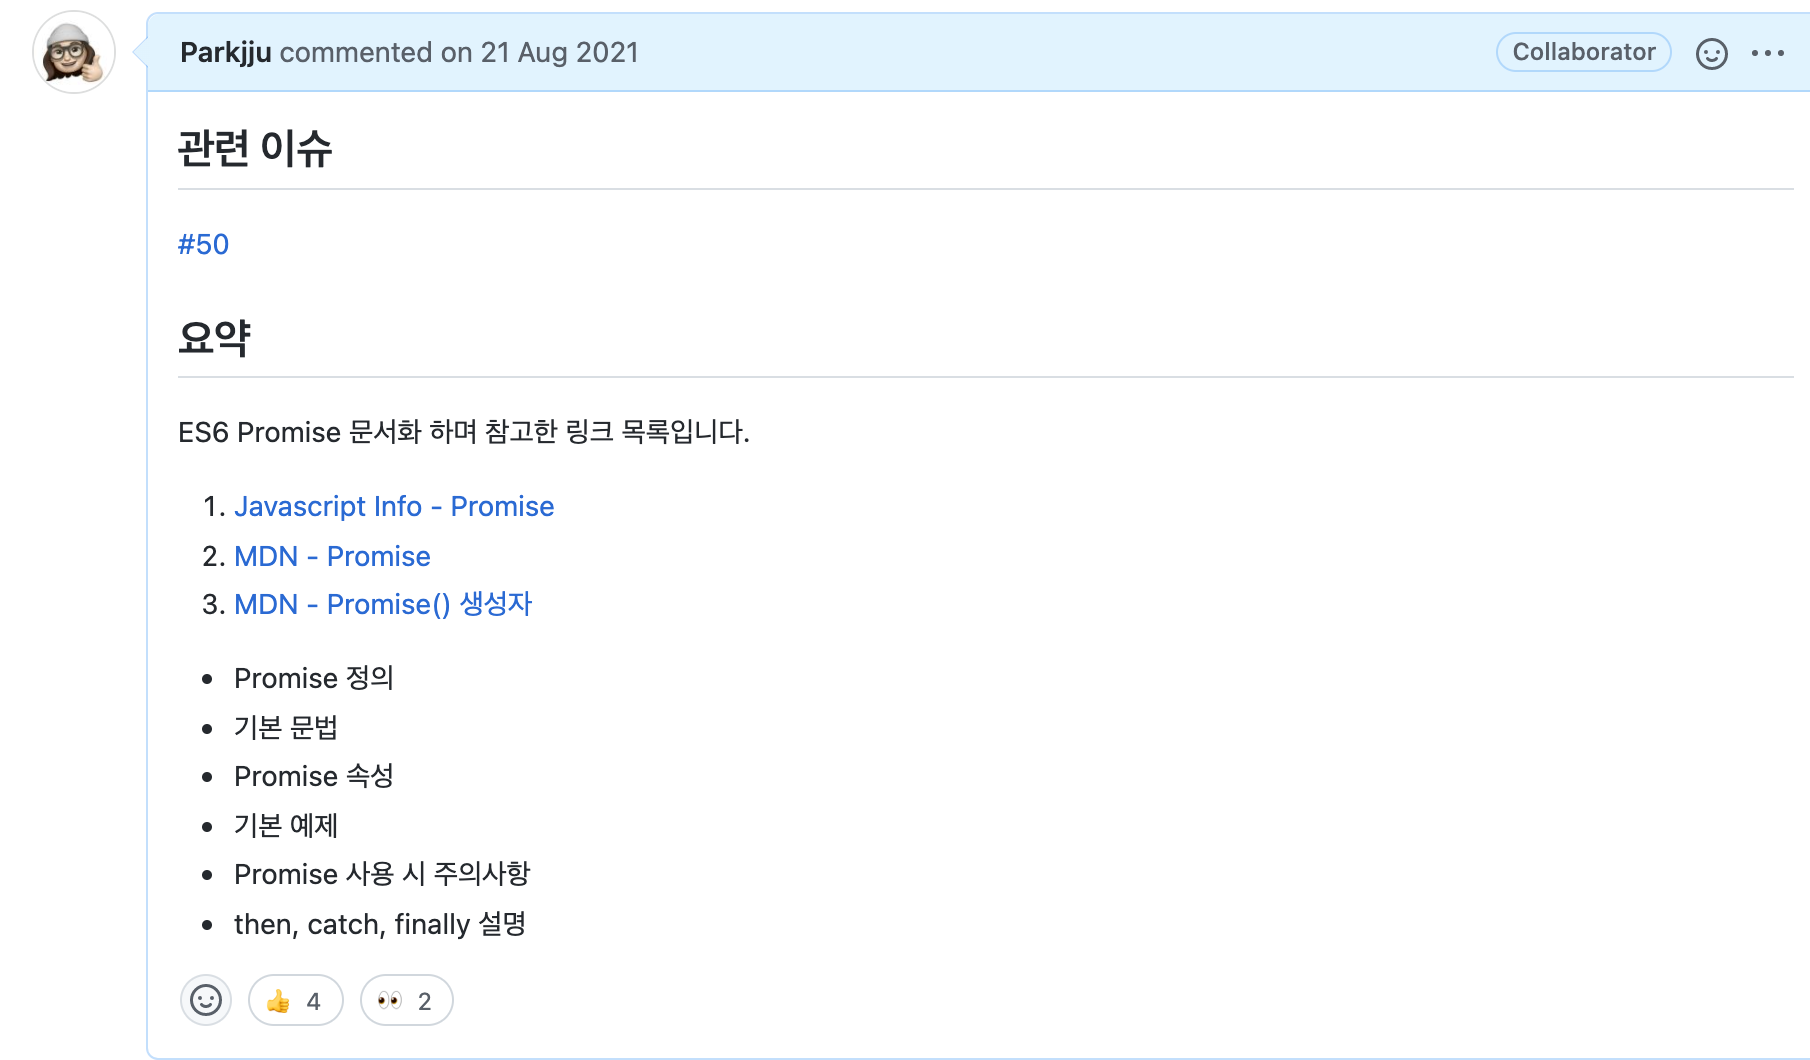 Parkjju commented on 21 Aug 2021
Collaborator
관련 이슈
#50
요약
ES6 Promise 문서화 하며 참고한 링크 목록입니다.
1. Javascript Info - Promise
2. MDN - Promise
3. MDN - Promise() 생성자
• Promise 정의
• 기본 문법
• Promise 속성
• 기본 예제
• Promise 사용 시 주의사항
• then, catch, finally 설명
👍 4 👀 2